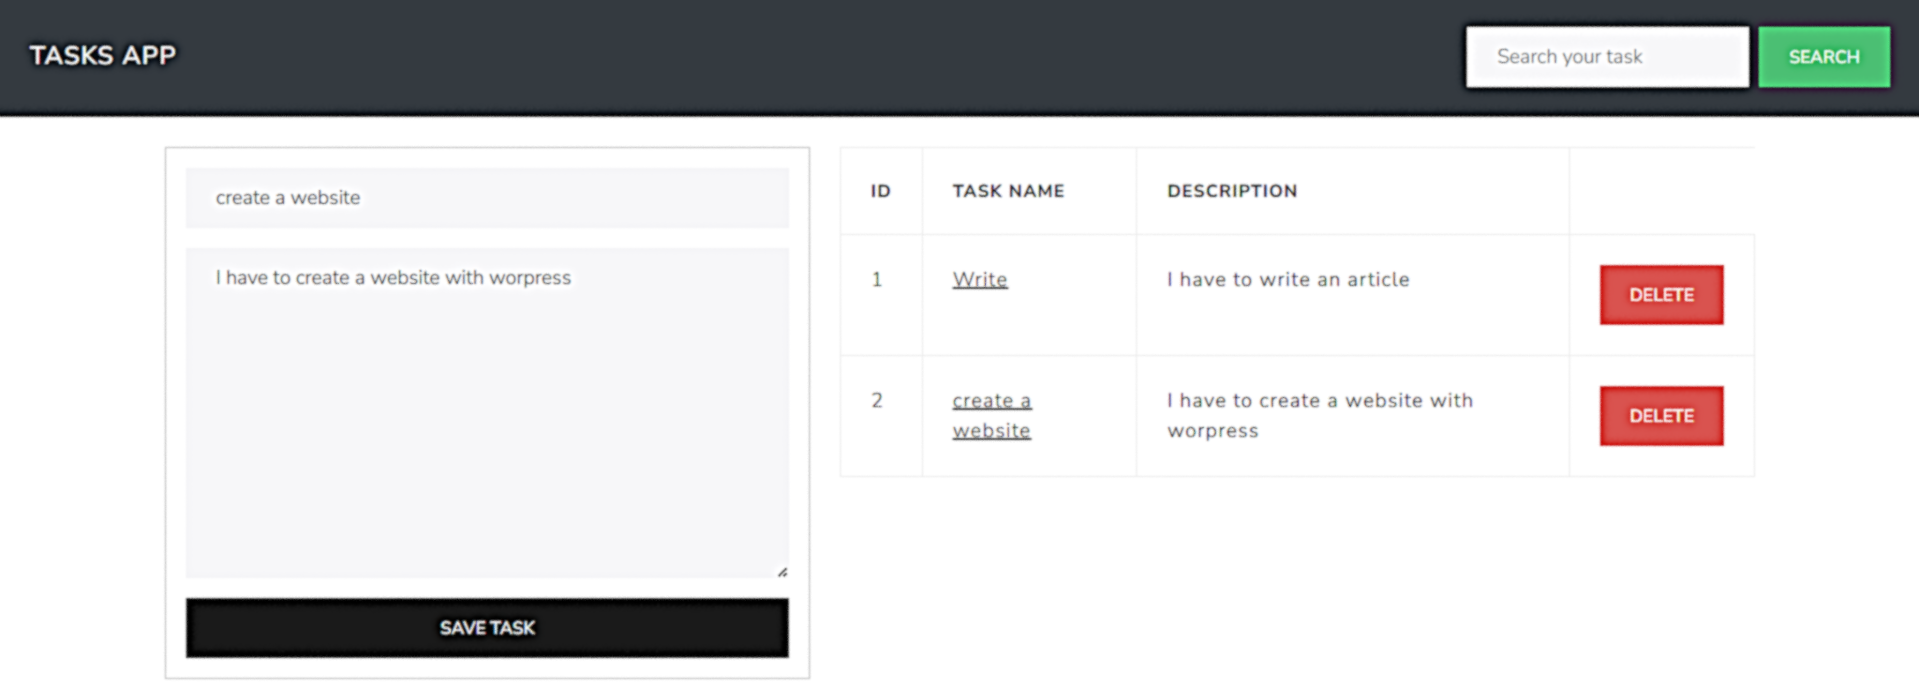 TASKS APP
Search your task
SEARCH
create a website
I have to create a website with worpress
SAVE TASK
ID TASK NAME DESCRIPTION
1 Write I have to write an article DELETE
2 create a I have to create a website with DELETE
website worpress